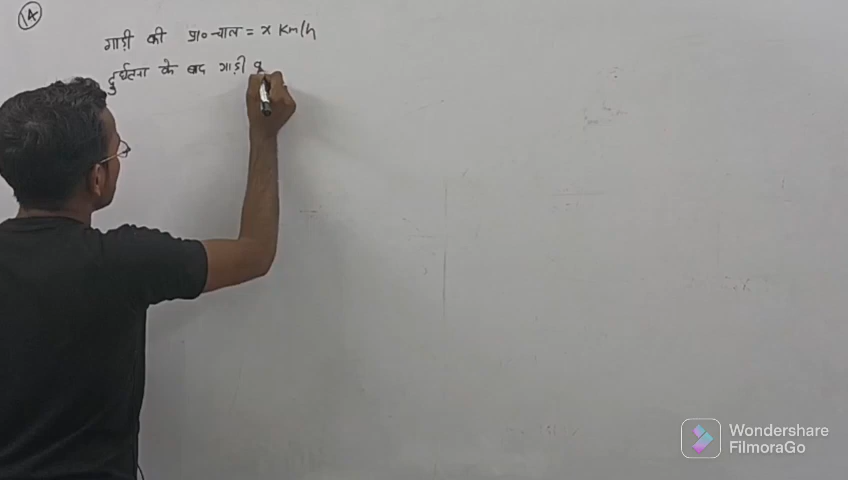 14
गाड़ी की प्रा० चाल = x Km/h
दुर्घटना के बाद गाड़ी
Wondershare
FilmoraGo